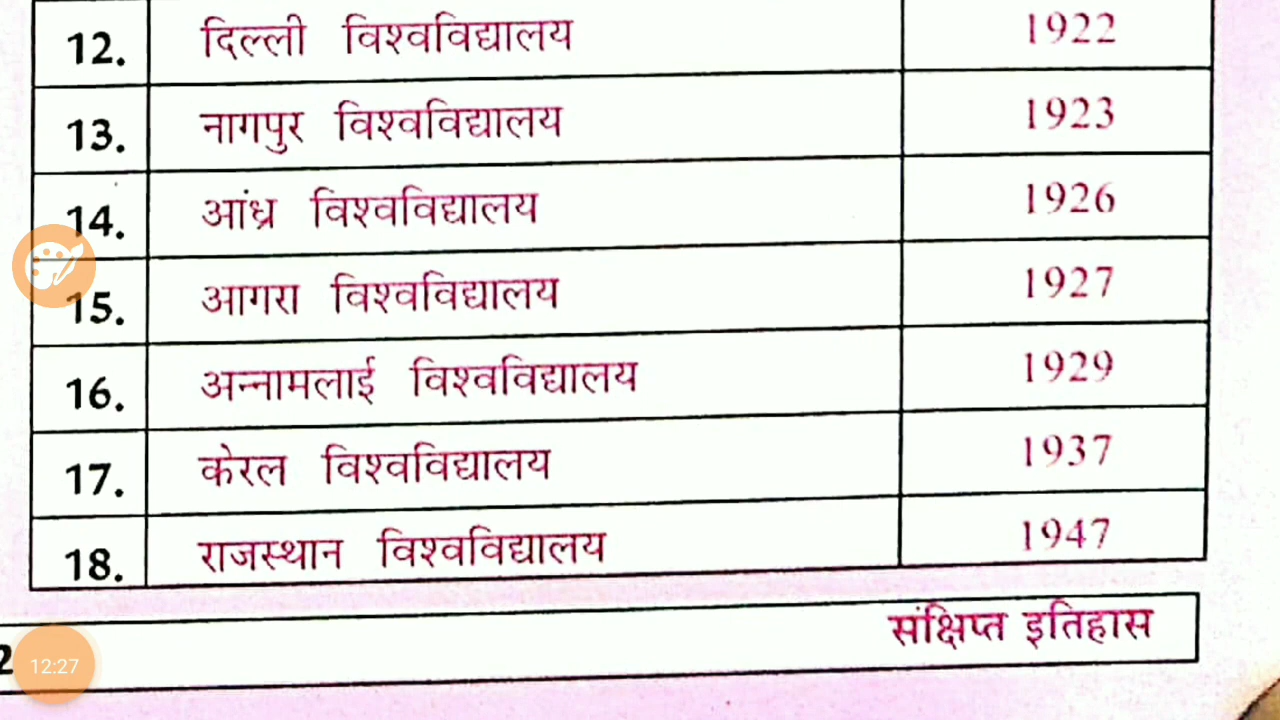 12. दिल्ली विश्वविद्यालय 1922
13. नागपुर विश्वविद्यालय 1923
14. आंध्र विश्वविद्यालय 1926
15. आगरा विश्वविद्यालय 1927
16. अन्नामलाई विश्वविद्यालय 1929
17. केरल विश्वविद्यालय 1937
18. राजस्थान विश्वविद्यालय 1947
संक्षिप्त इतिहास
2
12:27